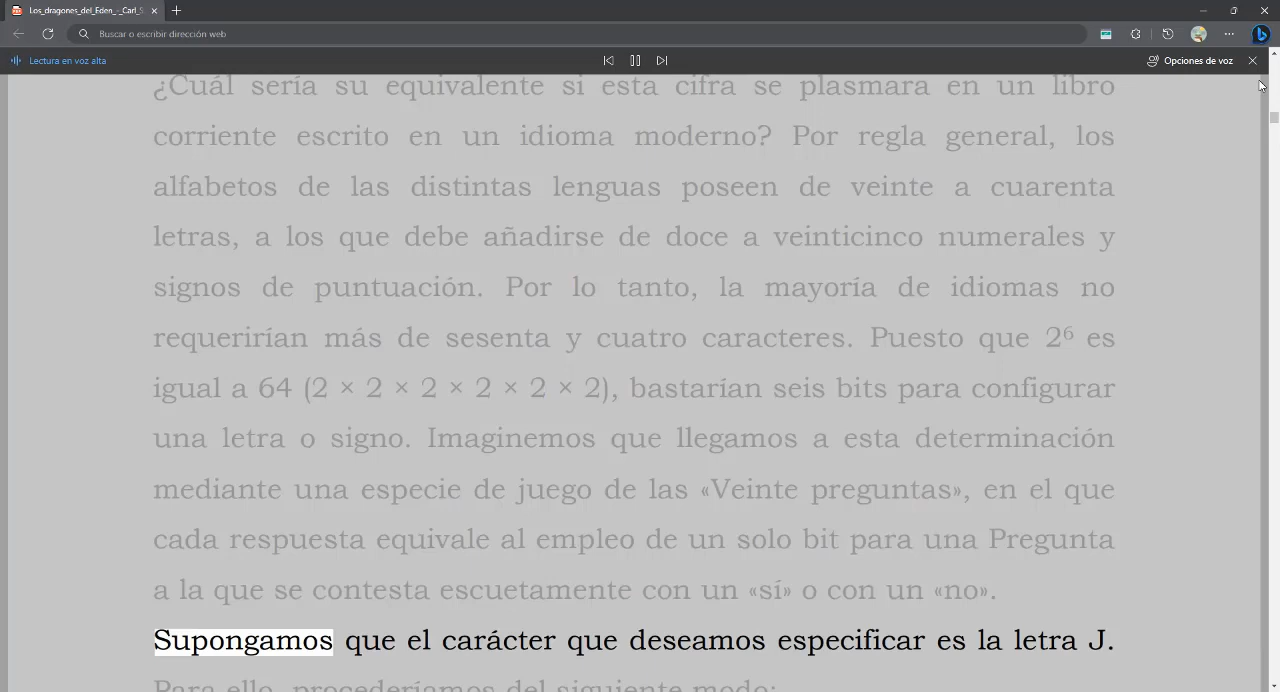 Los_dragones_del_Eden_-_Carl_S
Buscar o escribir dirección web
Lectura en voz alta
Opciones de voz
¿Cuál sería su equivalente si esta cifra se plasmara en un libro
corriente escrito en un idioma moderno? Por regla general, los
alfabetos de las distintas lenguas poseen de veinte a cuarenta
letras, a los que debe añadirse de doce a veinticinco numerales y
signos de puntuación. Por lo tanto, la mayoría de idiomas no
requerirían más de sesenta y cuatro caracteres. Puesto que 2⁶ es
igual a 64 (2 × 2 × 2 × 2 × 2 × 2), bastarían seis bits para configurar
una letra o signo. Imaginemos que llegamos a esta determinación
mediante una especie de juego de las «Veinte preguntas», en el que
cada respuesta equivale al empleo de un solo bit para una Pregunta
a la que se contesta escuetamente con un «sí» o con un «no».
Supongamos que el carácter que deseamos especificar es la letra J.
Para ello, procederíamos del siguiente modo: